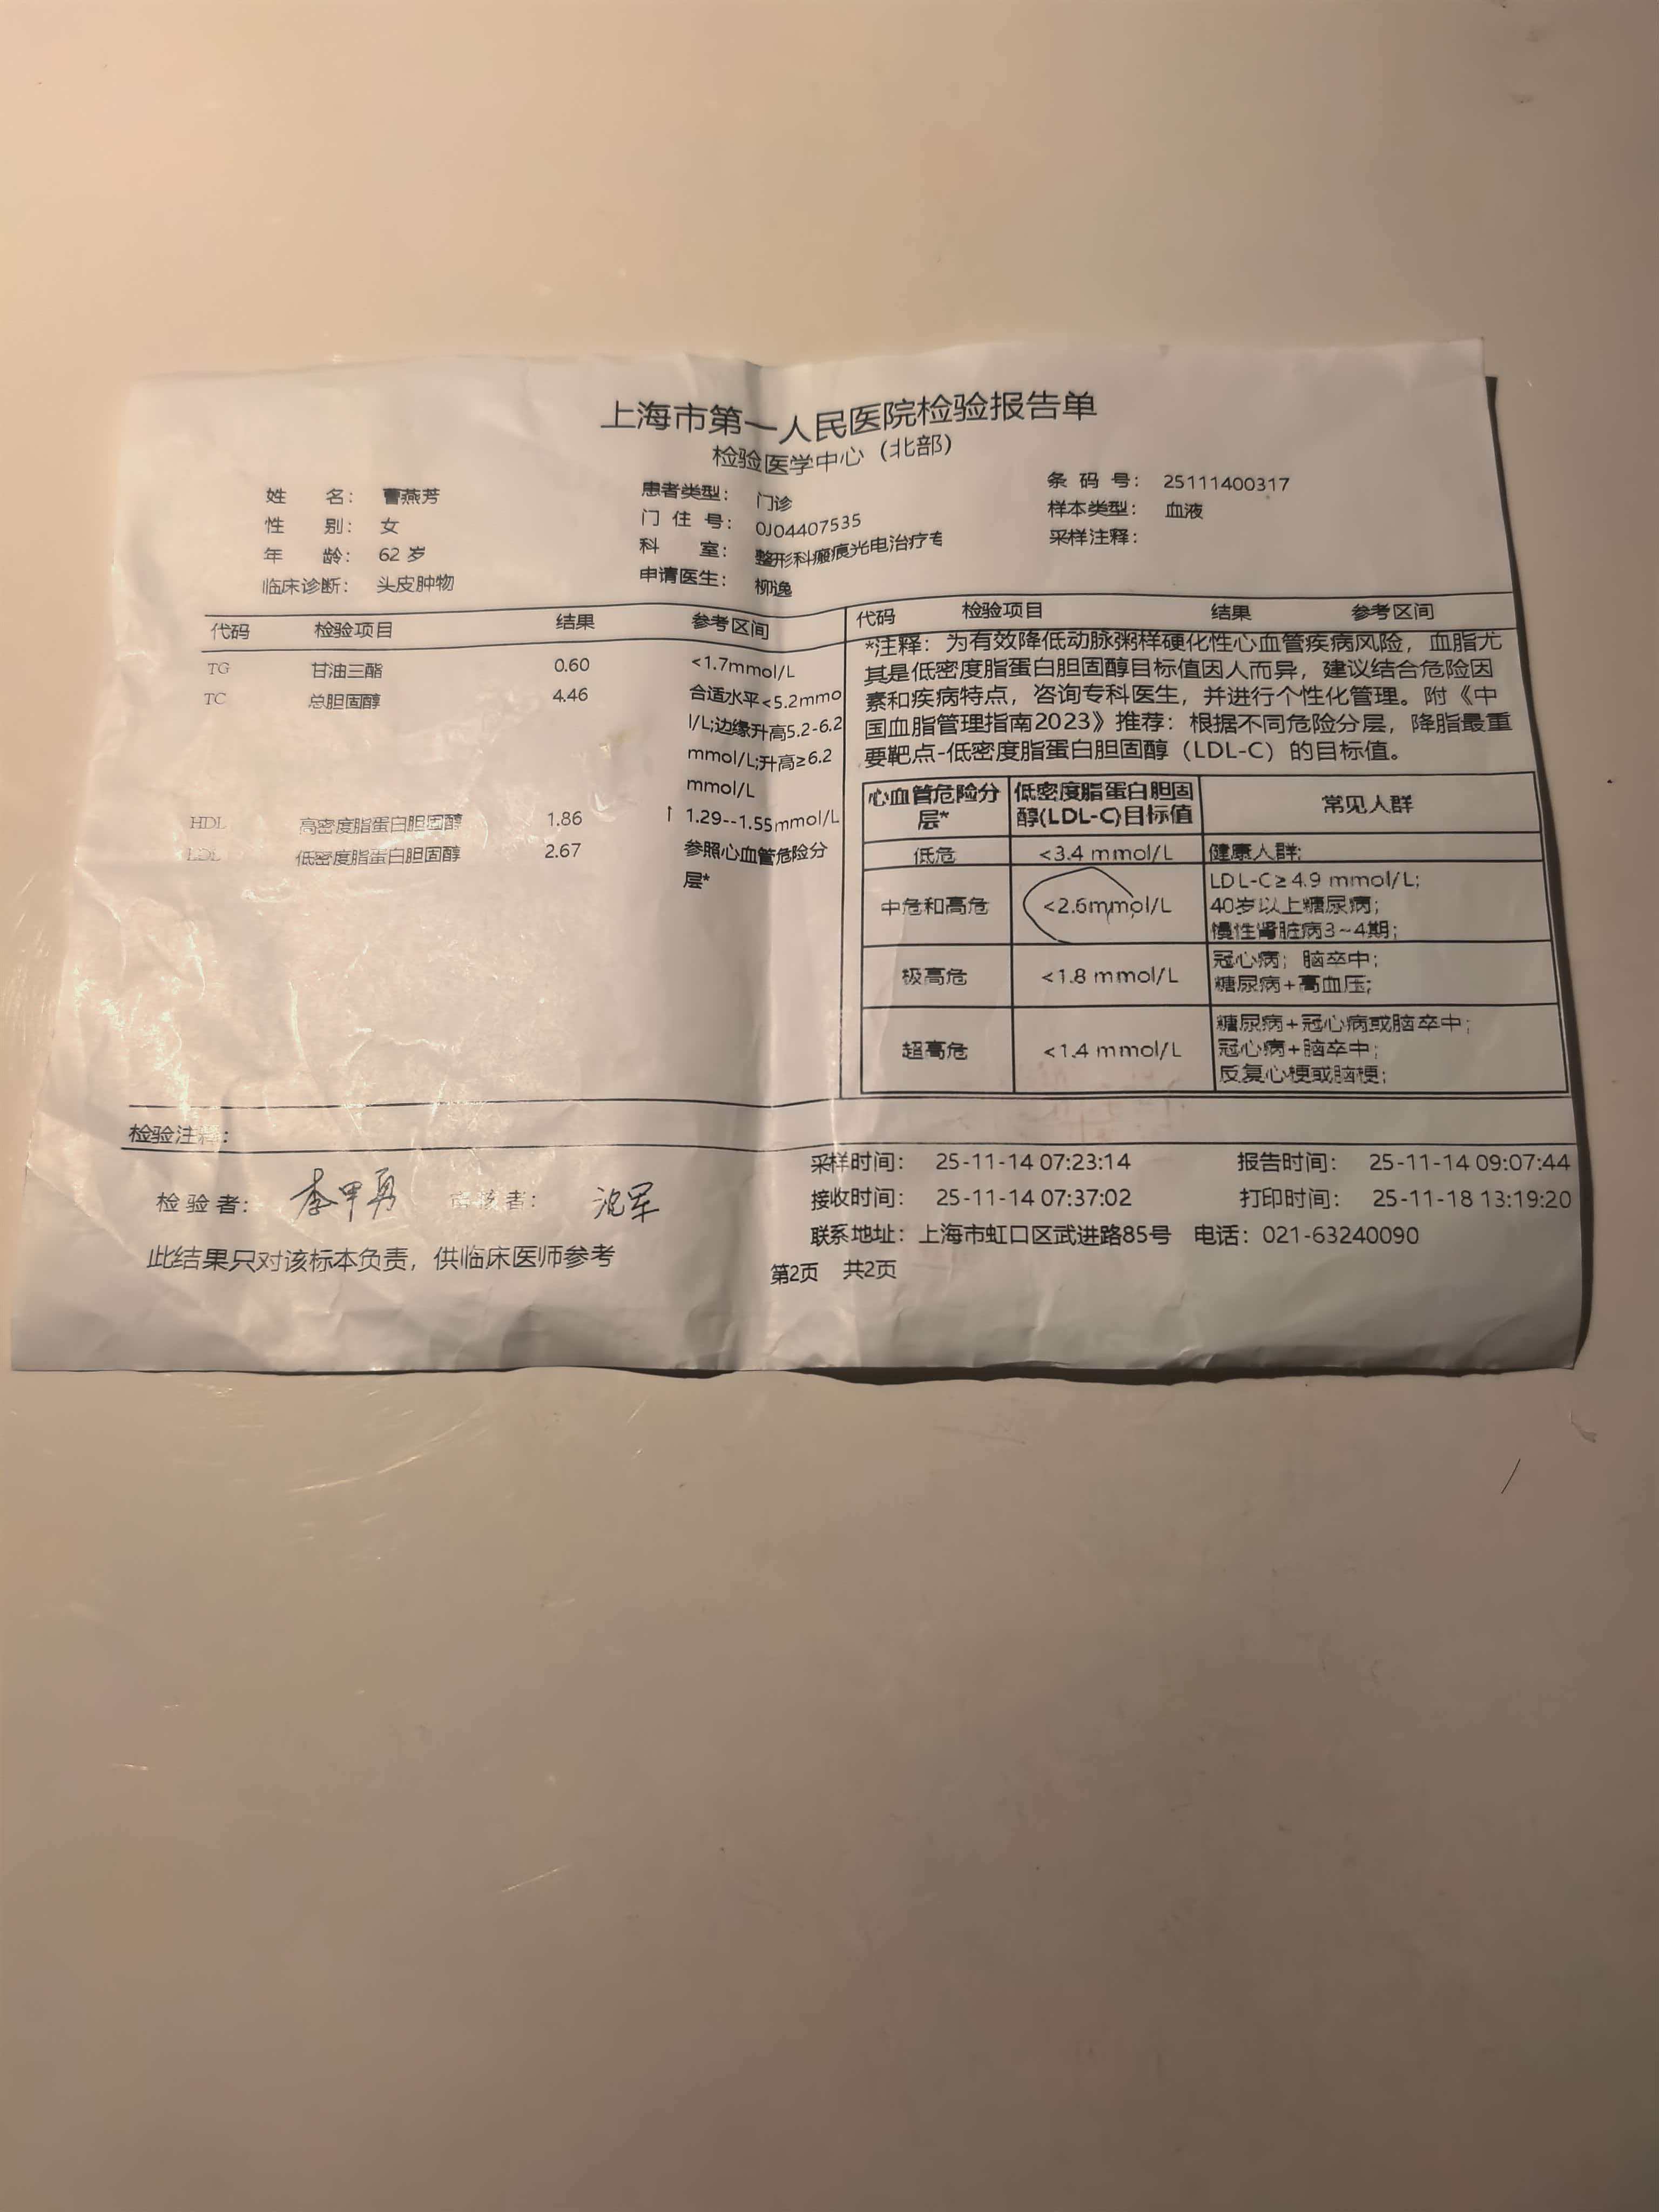 上海市第一人民医院检验报告单
检验医学中心（北部）
姓 名： 曹燕芳 患者类型： 门诊 条 码 号： 25111400317
性 别： 女 门 住 号： 0J04407535 样本类型： 血液
年 龄： 62 岁 科 室： 整形科瘢痕光电治疗专 采样注释：
临床诊断： 头皮肿物 申请医生： 柳逸
代码 检验项目 结果 参考区间
TG 甘油三酯 0.60 <1.7mmol/L
TC 总胆固醇 4.46 合适水平<5.2mmo
l/L;边缘升高5.2-6.2
mmol/L;升高≥6.2
mmol/L
HDL 高密度脂蛋白胆固醇 1.86 ↑ 1.29--1.55mmol/L
LDL 低密度脂蛋白胆固醇 2.67 参照心血管危险分
层*
代码 检验项目 结果 参考区间
*注释：为有效降低动脉粥样硬化性心血管疾病风险，血脂尤
其是低密度脂蛋白胆固醇目标值因人而异，建议结合危险因
素和疾病特点，咨询专科医生，并进行个性化管理。附《中
国血脂管理指南2023》推荐：根据不同危险分层，降脂最重
要靶点-低密度脂蛋白胆固醇（LDL-C）的目标值。
心血管危险分 低密度脂蛋白胆固 常见人群
层* 醇(LDL-C)目标值
低危 <3.4 mmol/L 健康人群;
中危和高危 <2.6mmol/L LDL-C≥4.9 mmol/L;
40岁以上糖尿病;
慢性肾脏病3~4期;
极高危 <1.8 mmol/L 冠心病；脑卒中;
糖尿病+高血压;
超高危 <1.4 mmol/L 糖尿病+冠心病或脑卒中;
冠心病+脑卒中;
反复心梗或脑梗;
检验注释:
采样时间： 25-11-14 07:23:14 报告时间： 25-11-14 09:07:44
检 验 者： 李甲勇 审核者： 沈军 接收时间： 25-11-14 07:37:02 打印时间： 25-11-18 13:19:20
联系地址：上海市虹口区武进路85号 电话：021-63240090
此结果只对该标本负责，供临床医师参考
第2页 共2页